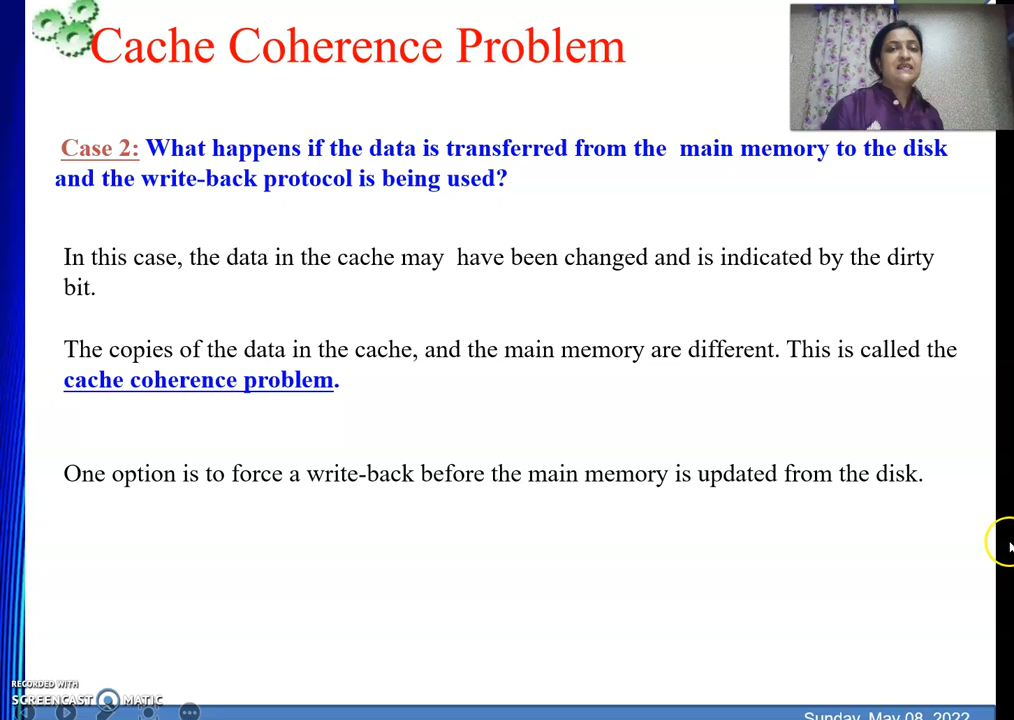 Cache Coherence Problem
Case 2: What happens if the data is transferred from the main memory to the disk
and the write-back protocol is being used?
In this case, the data in the cache may have been changed and is indicated by the dirty
bit.
The copies of the data in the cache, and the main memory are different. This is called the
cache coherence problem.
One option is to force a write-back before the main memory is updated from the disk.
RECORDED WITH
SCREENCAST MATIC
Sunday, May 08, 2022